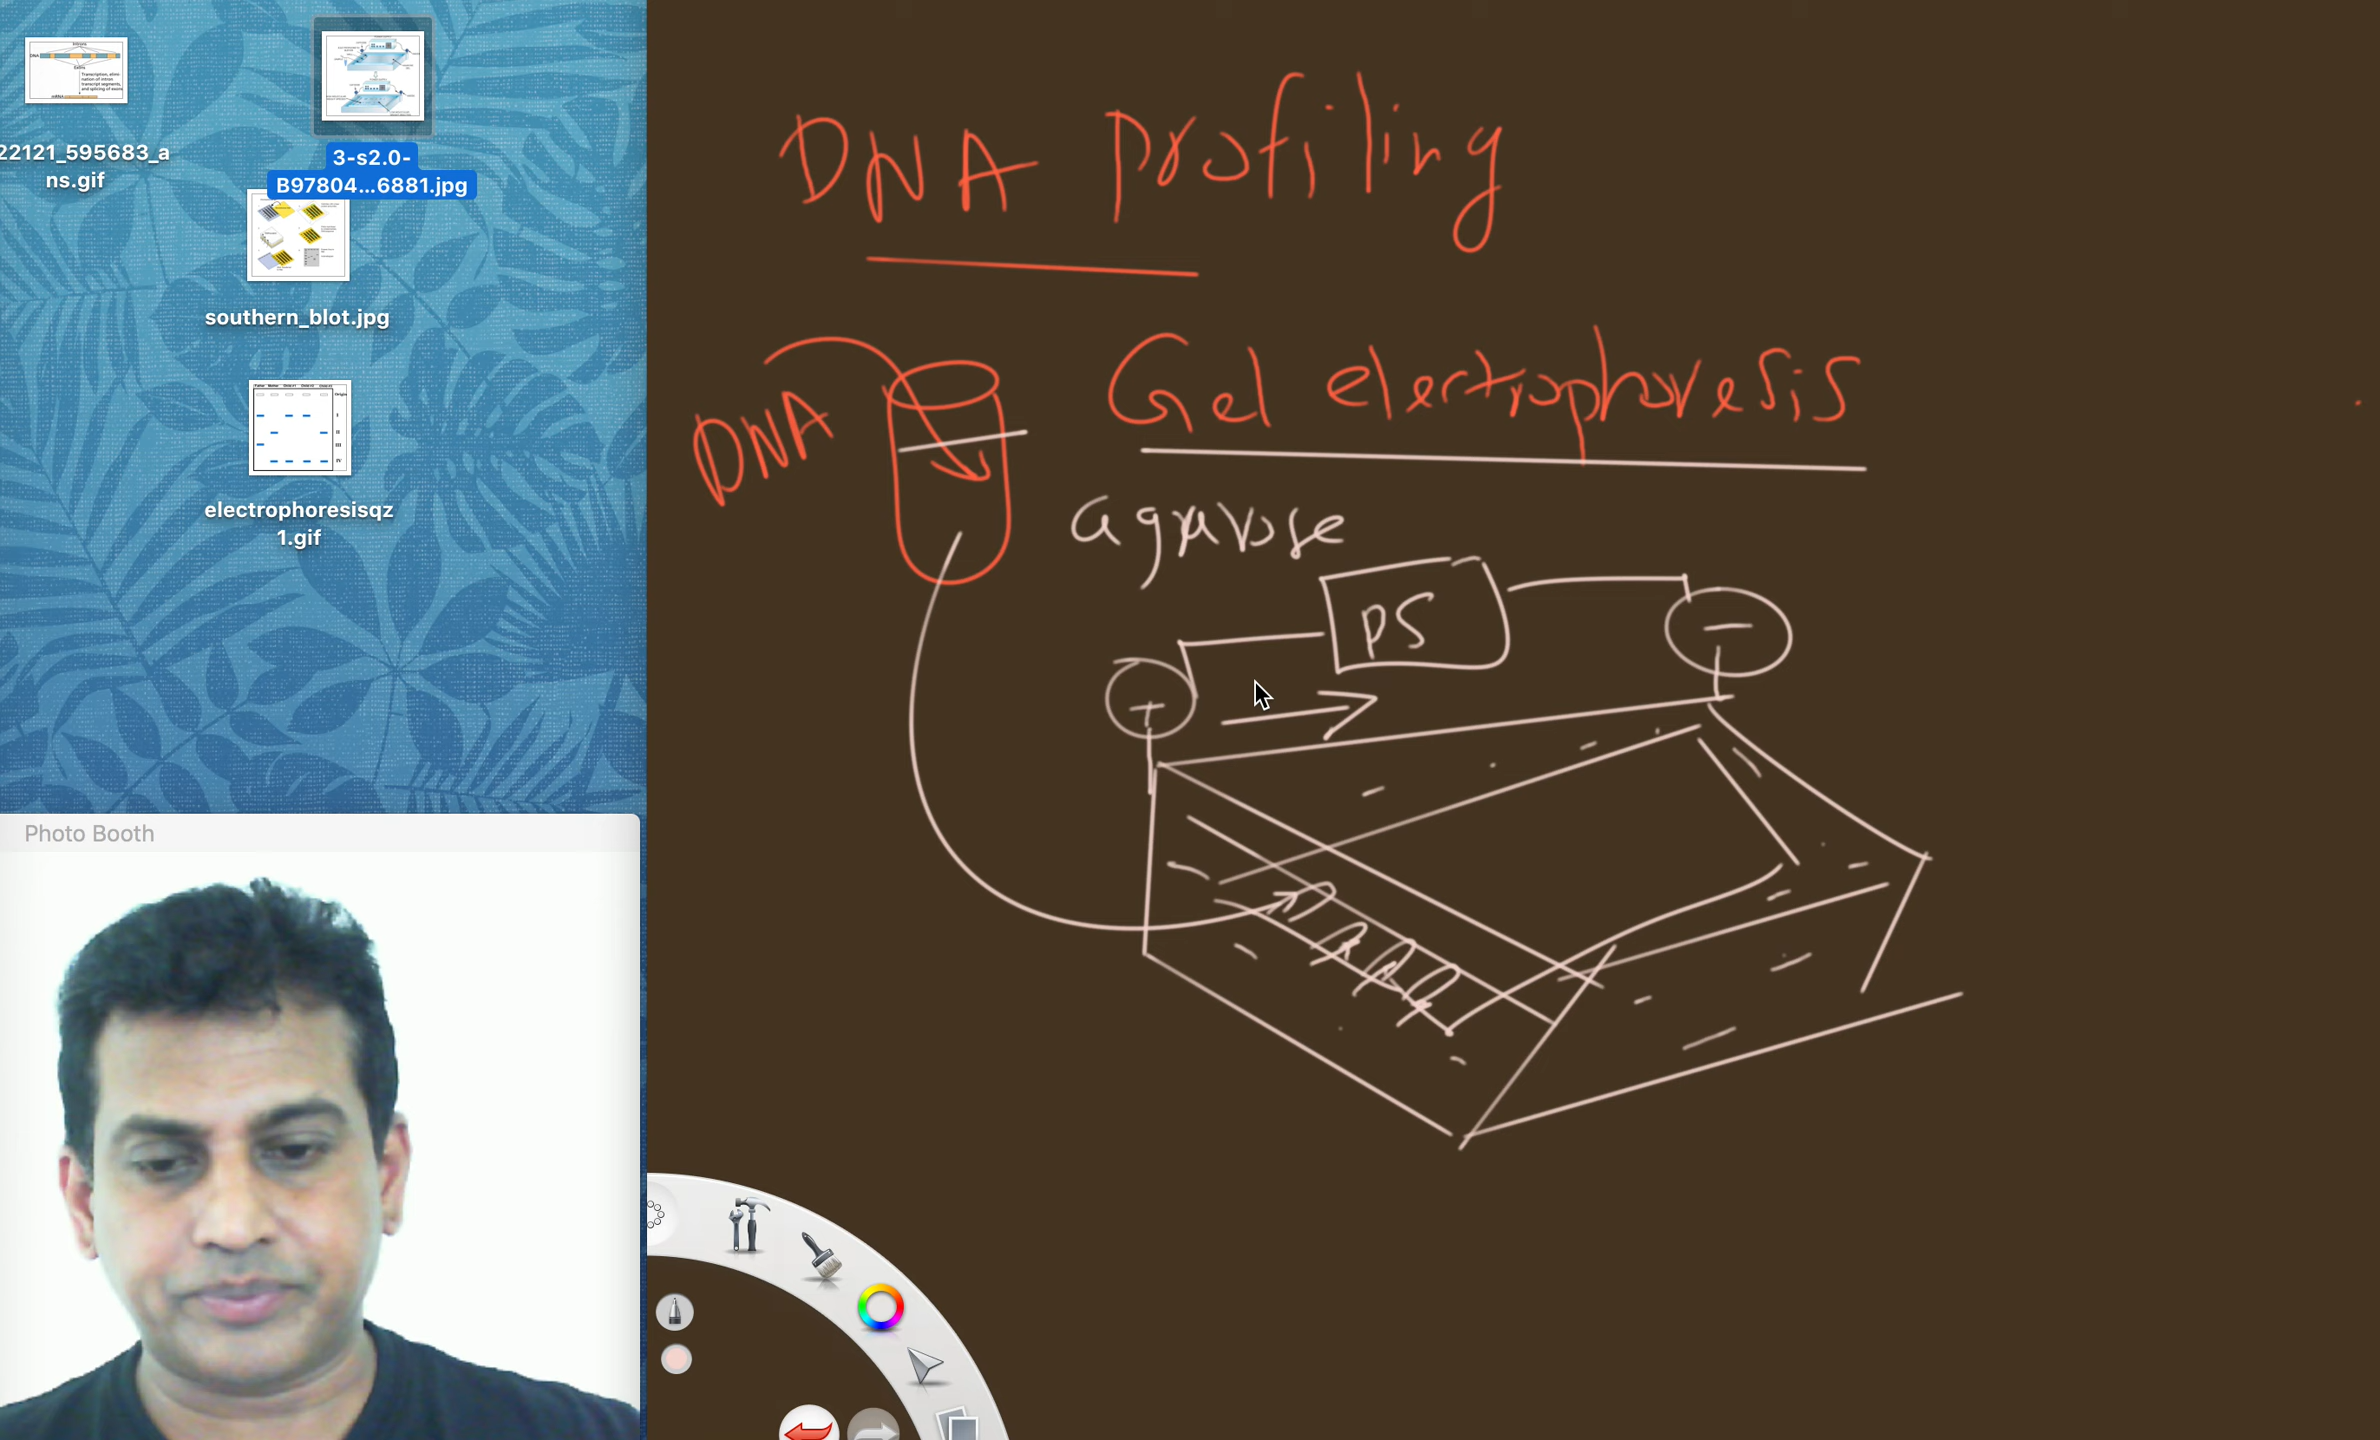 22121_595683_a
ns.gif
3-s2.0-
B97804...6881.jpg
southern_blot.jpg
electrophoresisqz
1.gif
Photo Booth
DNA profiling
DNA
Gel electrophoresis
agarose
PS
+
−